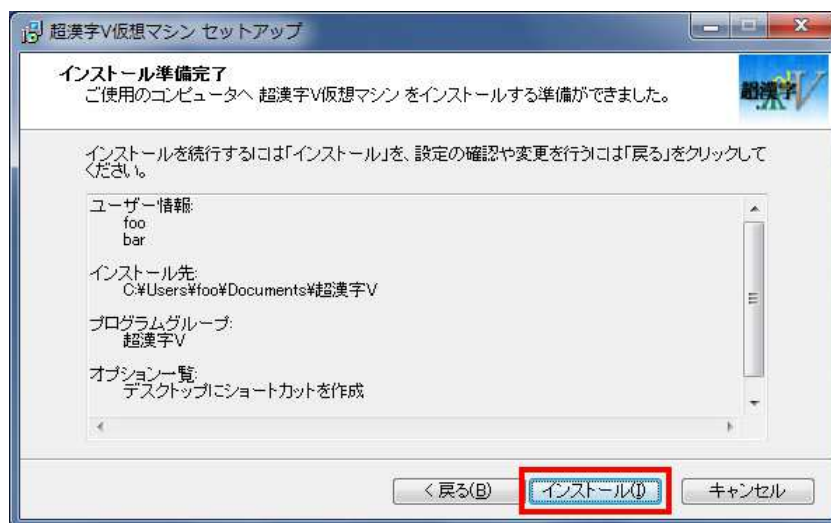 超漢字V仮想マシン セットアップ
インストール準備完了
ご使用のコンピュータへ 超漢字V仮想マシン をインストールする準備ができました。
超漢字V
インストールを続行するには「インストール」を、設定の確認や変更を行うには「戻る」をクリックして
ください。
ユーザー情報:
foo
bar
インストール先:
C:¥Users¥foo¥Documents¥超漢字V
プログラムグループ:
超漢字V
オプション一覧:
デスクトップにショートカットを作成
< 戻る(B)
インストール(I)
キャンセル